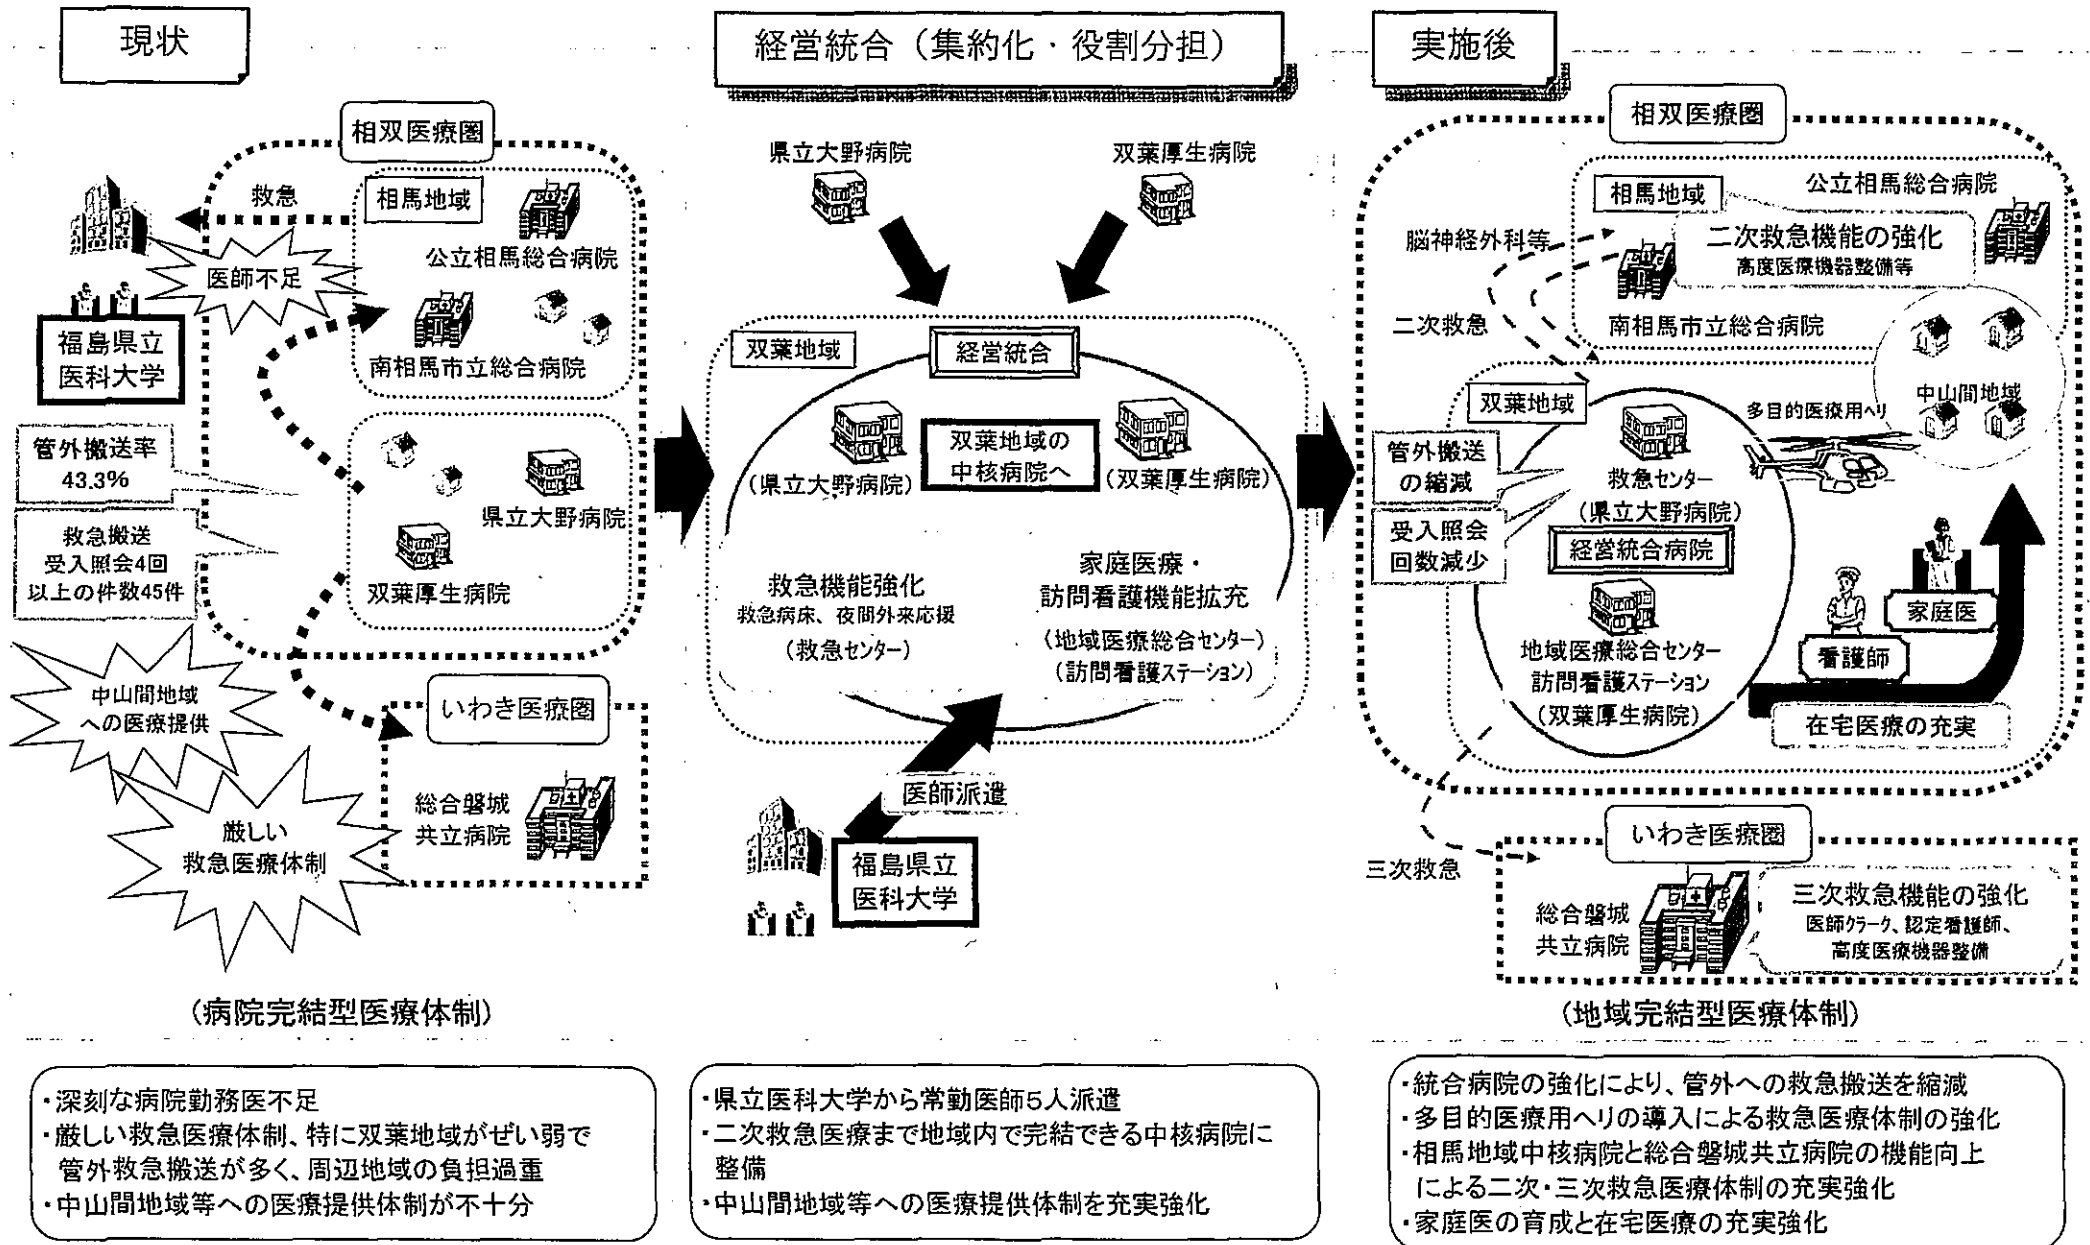 現状
相双医療圏
救急
相馬地域
公立相馬総合病院
医師不足
南相馬市立総合病院
福島県立
医科大学
管外搬送率
43.3%
県立大野病院
救急搬送
受入照会4回
以上の件数45件
双葉厚生病院
中山間地域
への医療提供
いわき医療圏
総合磐城
共立病院
厳しい
救急医療体制
(病院完結型医療体制)
・深刻な病院勤務医不足
・厳しい救急医療体制、特に双葉地域がぜい弱で
管外救急搬送が多く、周辺地域の負担過重
・中山間地域等への医療提供体制が不十分
経営統合（集約化・役割分担）
県立大野病院
双葉厚生病院
双葉地域
経営統合
双葉地域の
中核病院へ
(県立大野病院)
(双葉厚生病院)
救急機能強化
救急病床、夜間外来応援
(救急センター)
家庭医療・
訪問看護機能拡充
(地域医療総合センター)
(訪問看護ステーション)
医師派遣
福島県立
医科大学
・県立医科大学から常勤医師5人派遣
・二次救急医療まで地域内で完結できる中核病院に
整備
・中山間地域等への医療提供体制を充実強化
実施後
相双医療圏
相馬地域
公立相馬総合病院
脳神経外科等
二次救急機能の強化
高度医療機器整備等
二次救急
南相馬市立総合病院
中山間地域
双葉地域
多目的医療用ヘリ
管外搬送
の縮減
救急センター
(県立大野病院)
受入照会
回数減少
経営統合病院
家庭医
看護師
地域医療総合センター
訪問看護ステーション
(双葉厚生病院)
在宅医療の充実
いわき医療圏
三次救急
総合磐城
共立病院
三次救急機能の強化
医師クラーク、認定看護師、
高度医療機器整備
(地域完結型医療体制)
・統合病院の強化により、管外への救急搬送を縮減
・多目的医療用ヘリの導入による救急医療体制の強化
・相馬地域中核病院と総合磐城共立病院の機能向上
による二次・三次救急医療体制の充実強化
・家庭医の育成と在宅医療の充実強化